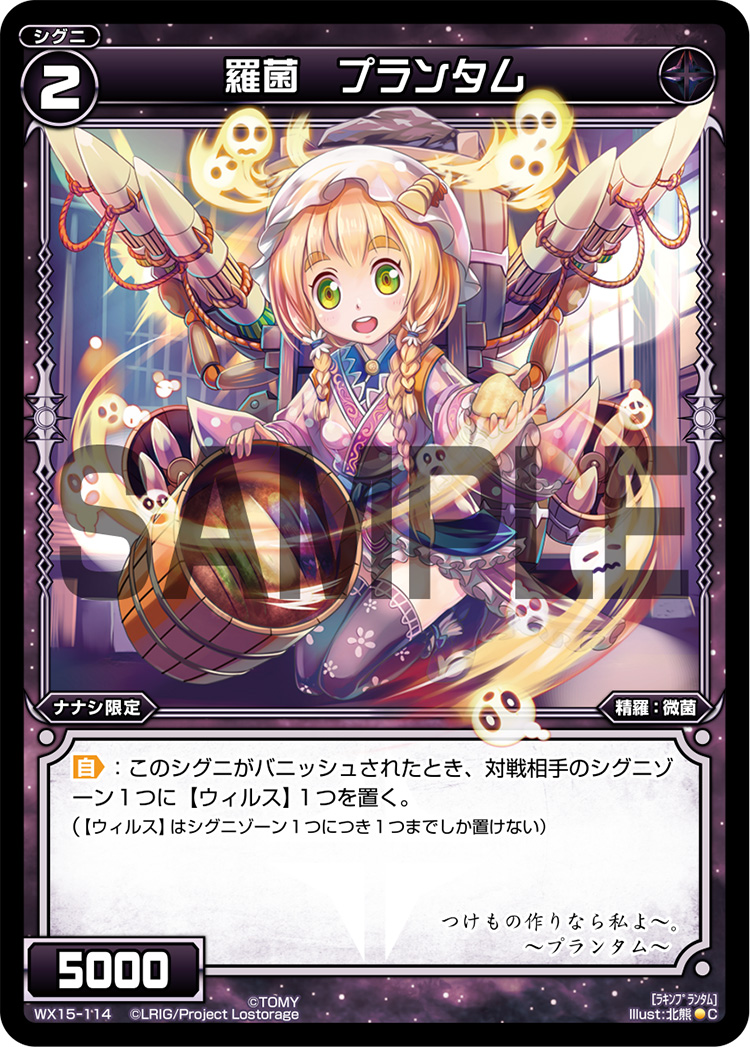 シグニ
2
羅菌 プランタム
SAMPLE
ナナシ限定
精羅:微菌
自:このシグニがバニッシュされたとき、対戦相手のシグニゾ
ーン1つに【ウィルス】1つを置く。
(【ウィルス】はシグニゾーン1つにつき1つまでしか置けない)
つけもの作りなら私よ~。
~プランタム~
5000
©TOMY
[ラキンプランタム]
WX15-114 ©LRIG/Project Lostorage
Illust:北熊 C